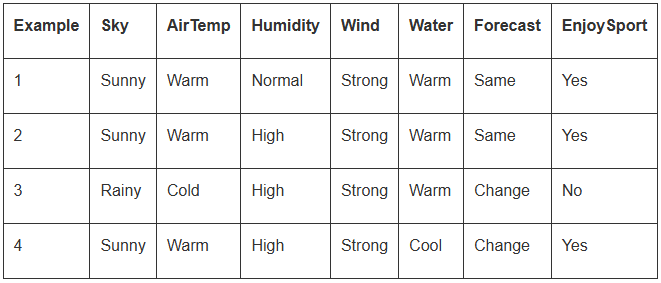 Example Sky AirTemp Humidity Wind Water Forecast EnjoySport
1 Sunny Warm Normal Strong Warm Same Yes
2 Sunny Warm High Strong Warm Same Yes
3 Rainy Cold High Strong Warm Change No
4 Sunny Warm High Strong Cool Change Yes